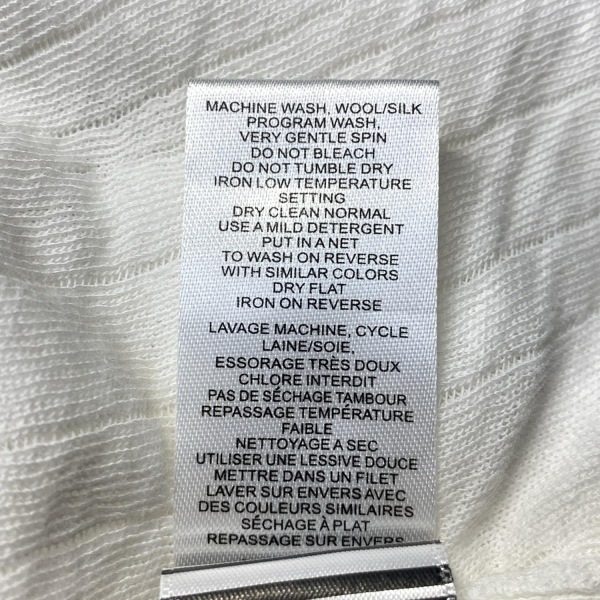 MACHINE WASH, WOOL/SILK
PROGRAM WASH,
VERY GENTLE SPIN
DO NOT BLEACH
DO NOT TUMBLE DRY
IRON LOW TEMPERATURE
SETTING
DRY CLEAN NORMAL
USE A MILD DETERGENT
PUT IN A NET
TO WASH ON REVERSE
WITH SIMILAR COLORS
DRY FLAT
IRON ON REVERSE
LAVAGE MACHINE, CYCLE
LAINE/SOIE,
ESSORAGE TRÈS DOUX
CHLORE INTERDIT
PAS DE SÉCHAGE TAMBOUR
REPASSAGE TEMPÉRATURE
FAIBLE
NETTOYAGE A SEC
UTILISER UNE LESSIVE DOUCE
METTRE DANS UN FILET
LAVER SUR ENVERS AVEC
DES COULEURS SIMILAIRES
SÉCHAGE À PLAT
REPASSAGE SUR ENVERS